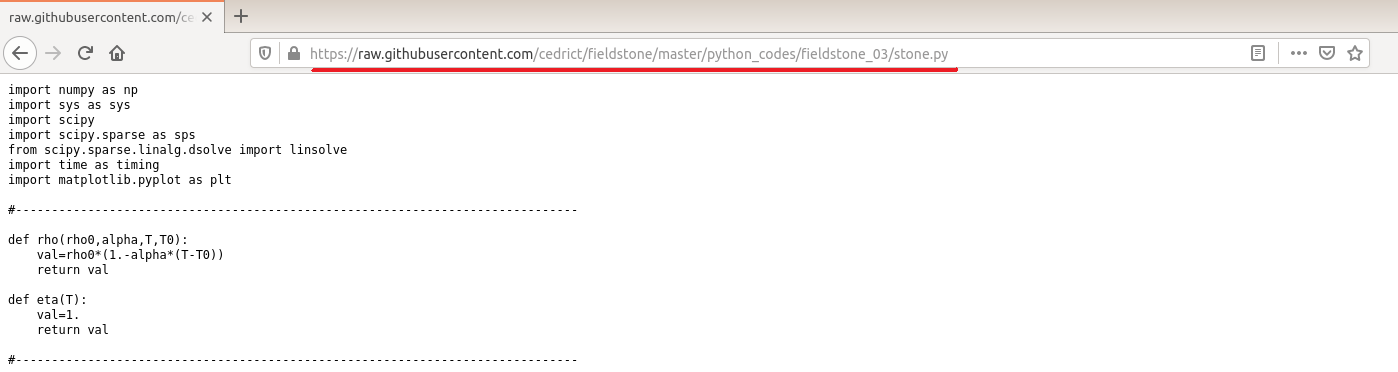 raw.githubusercontent.com/ce
https://raw.githubusercontent.com/cedrict/fieldstone/master/python_codes/fieldstone_03/stone.py
import numpy as np
import sys as sys
import scipy
import scipy.sparse as sps
from scipy.sparse.linalg.dsolve import linsolve
import time as timing
import matplotlib.pyplot as plt
#------------------------------------------------------------------------------
def rho(rho0,alpha,T,T0):
    val=rho0*(1.-alpha*(T-T0))
    return val
def eta(T):
    val=1.
    return val
#------------------------------------------------------------------------------